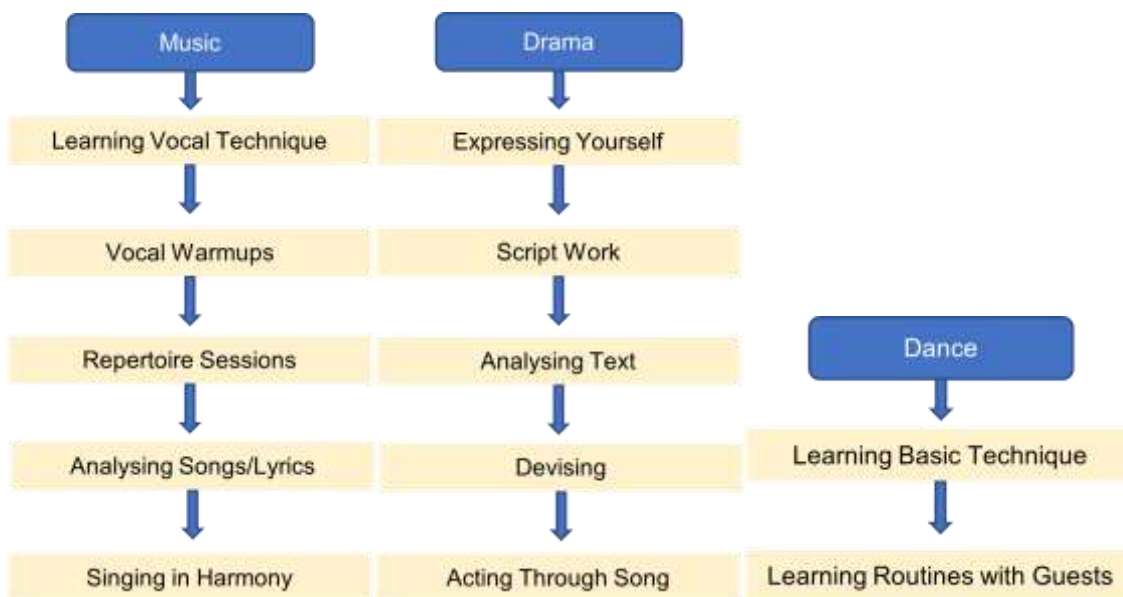 Music
Learning Vocal Technique
Vocal Warmups
Repertoire Sessions
Analysing Songs/Lyrics
Singing in Harmony
Drama
Expressing Yourself
Script Work
Analysing Text
Devising
Acting Through Song
Dance
Learning Basic Technique
Learning Routines with Guests